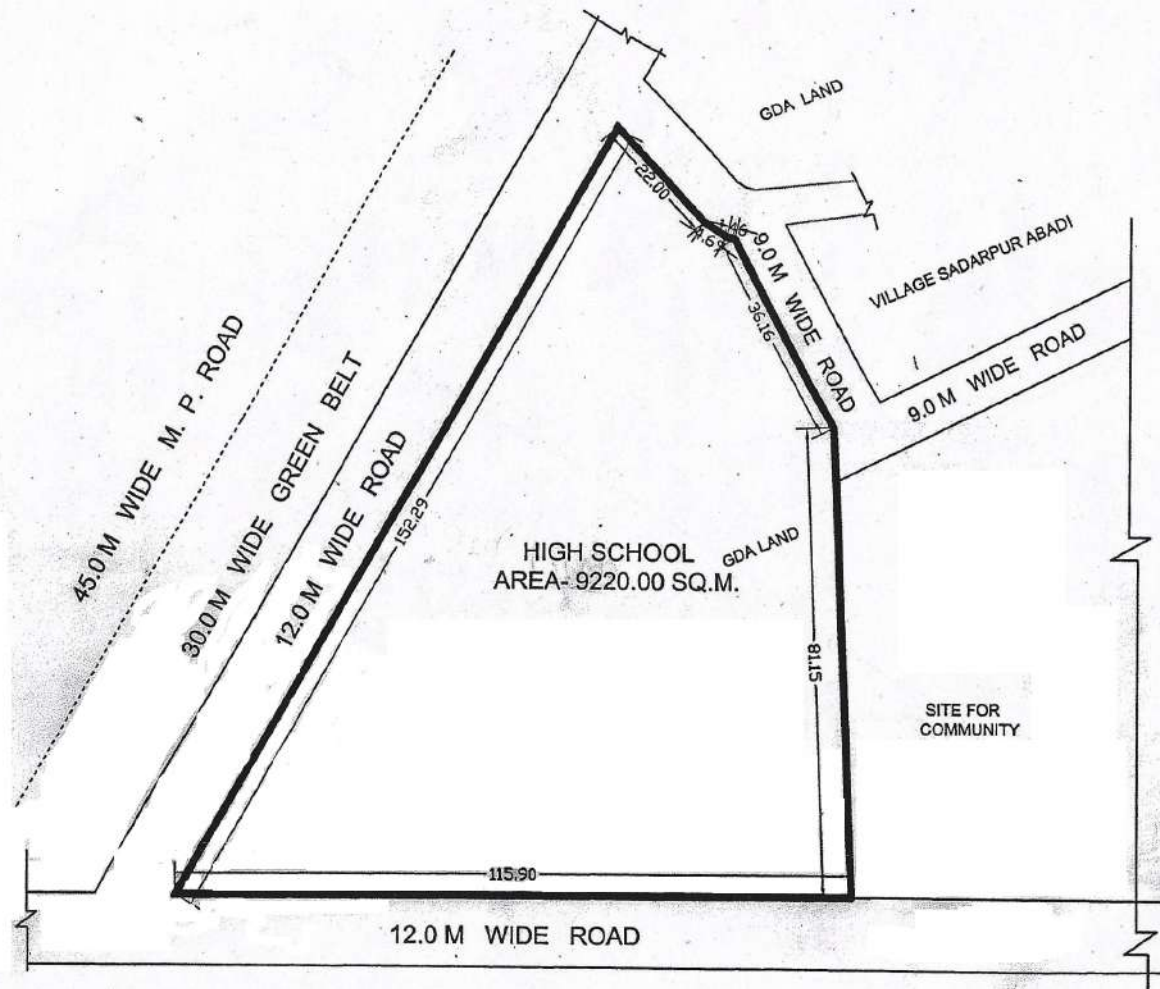 GDA LAND
22.00
9.0 M WIDE ROAD
36.16
VILLAGE SADARPUR ABADI
9.0 M WIDE ROAD
45.0 M WIDE M. P. ROAD
30.0 M WIDE GREEN BELT
12.0 M WIDE ROAD
152.29
HIGH SCHOOL
AREA- 9220.00 SQ.M.
GDA LAND
81.15
SITE FOR
COMMUNITY
115.90
12.0 M WIDE ROAD